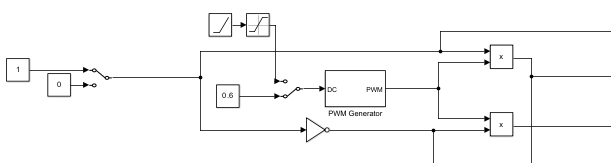 1
0
0.6
DC
PWM
PWM Generator
x
x